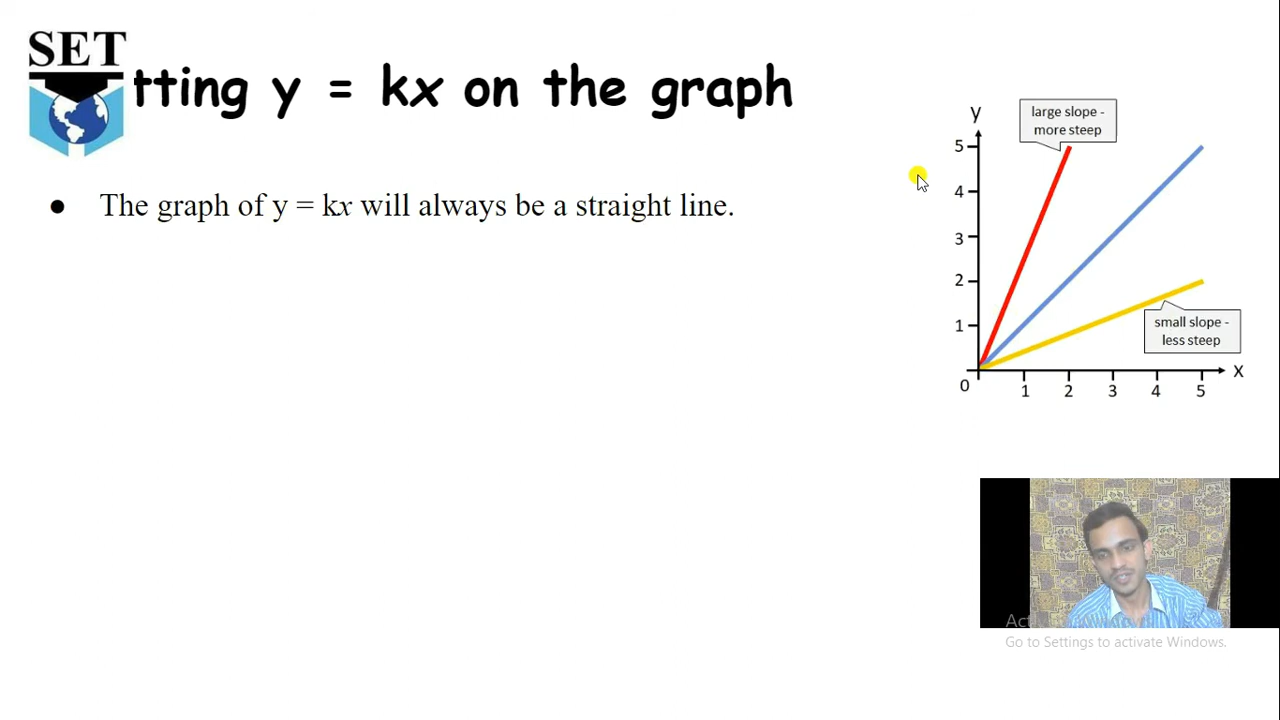 SET
tting y = kx on the graph
● The graph of y = kx will always be a straight line.
y
large slope -
more steep
5
4
3
2
1
0
small slope -
less steep
x
1 2 3 4 5
Go to Settings to activate Windows.